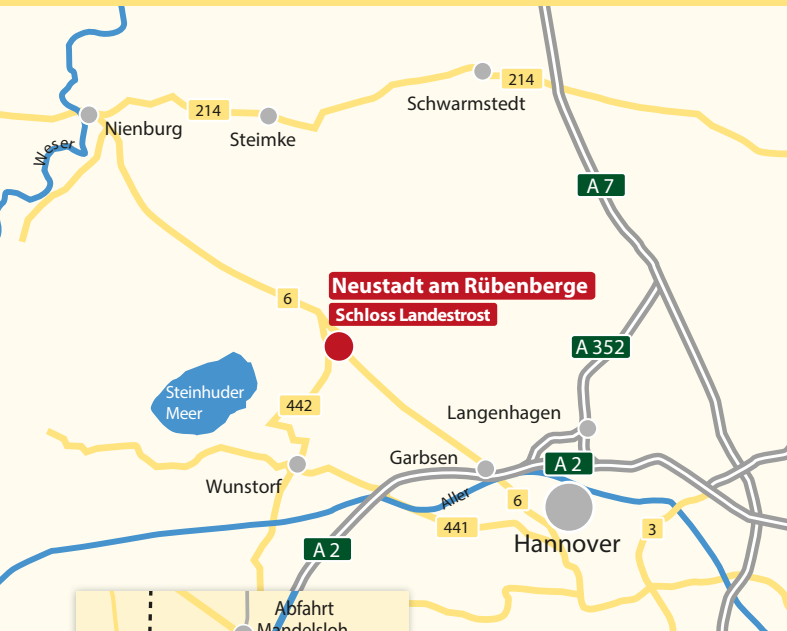 214
Schwarmstedt
214
Nienburg
Steimke
Weser
A 7
Neustadt am Rübenberge
6
Schloss Landestrost
A 352
Steinhuder
Meer
442
Langenhagen
Garbsen
A 2
Wunstorf
Aller
6
441
3
Hannover
A 2
Abfahrt
Mandelsloh